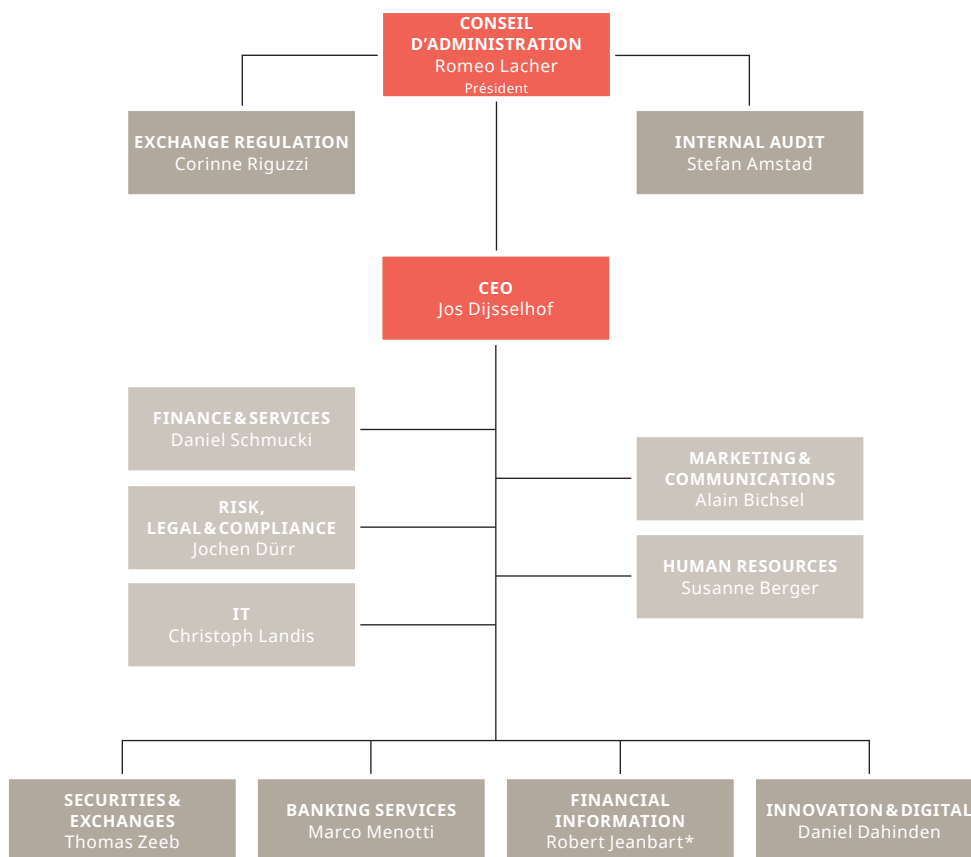 CONSEIL
D'ADMINISTRATION
Romeo Lacher
Président
EXCHANGE REGULATION
Corinne Riguzzi
INTERNAL AUDIT
Stefan Amstad
CEO
Jos Dijsselhof
FINANCE & SERVICES
Daniel Schmucki
MARKETING &
COMMUNICATIONS
Alain Bichsel
RISK,
LEGAL & COMPLIANCE
Jochen Dürr
HUMAN RESOURCES
Susanne Berger
IT
Christoph Landis
SECURITIES &
EXCHANGES
Thomas Zeeb
BANKING SERVICES
Marco Menotti
FINANCIAL
INFORMATION
Robert Jeanbart*
INNOVATION & DIGITAL
Daniel Dahinden